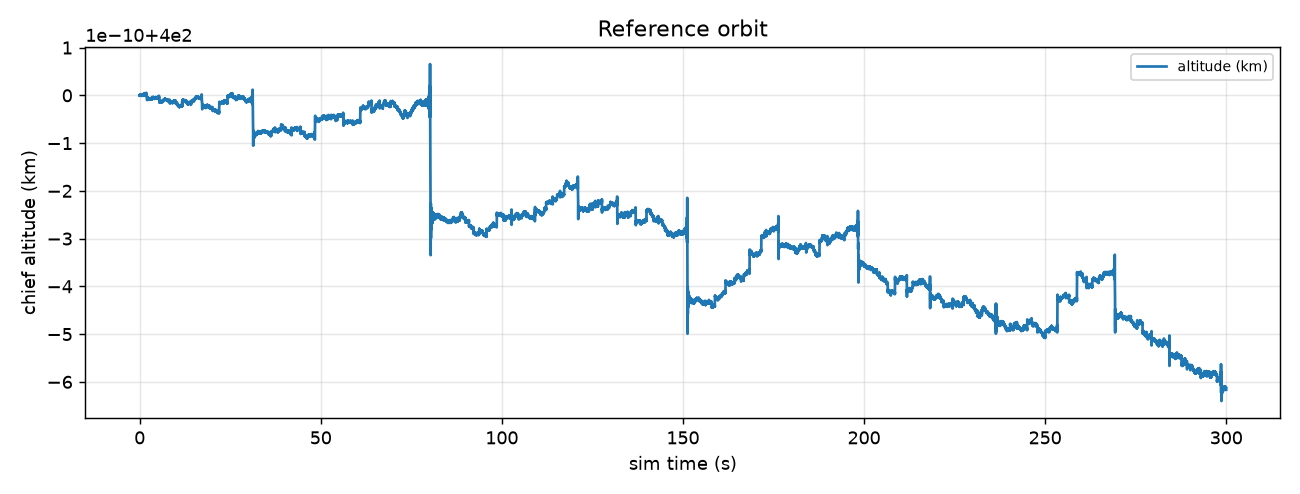 Reference orbit
1e−10+4e2
altitude (km)
chief altitude (km)
1
0
−1
−2
−3
−4
−5
−6
0 50 100 150 200 250 300
sim time (s)